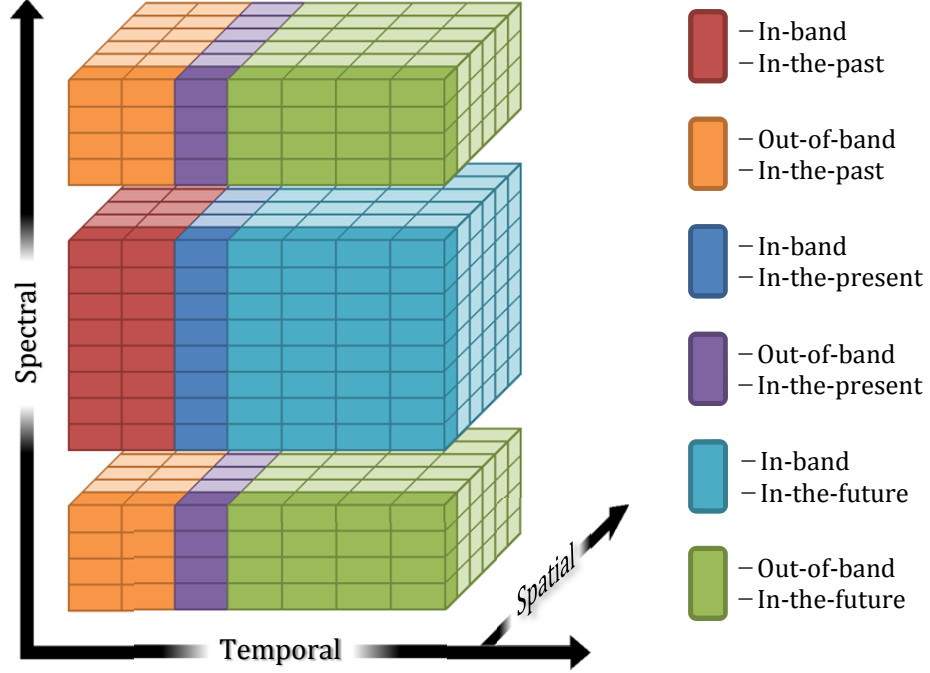 Spectral
Temporal
Spatial
– In-band
– In-the-past
– Out-of-band
– In-the-past
– In-band
– In-the-present
– Out-of-band
– In-the-present
– In-band
– In-the-future
– Out-of-band
– In-the-future